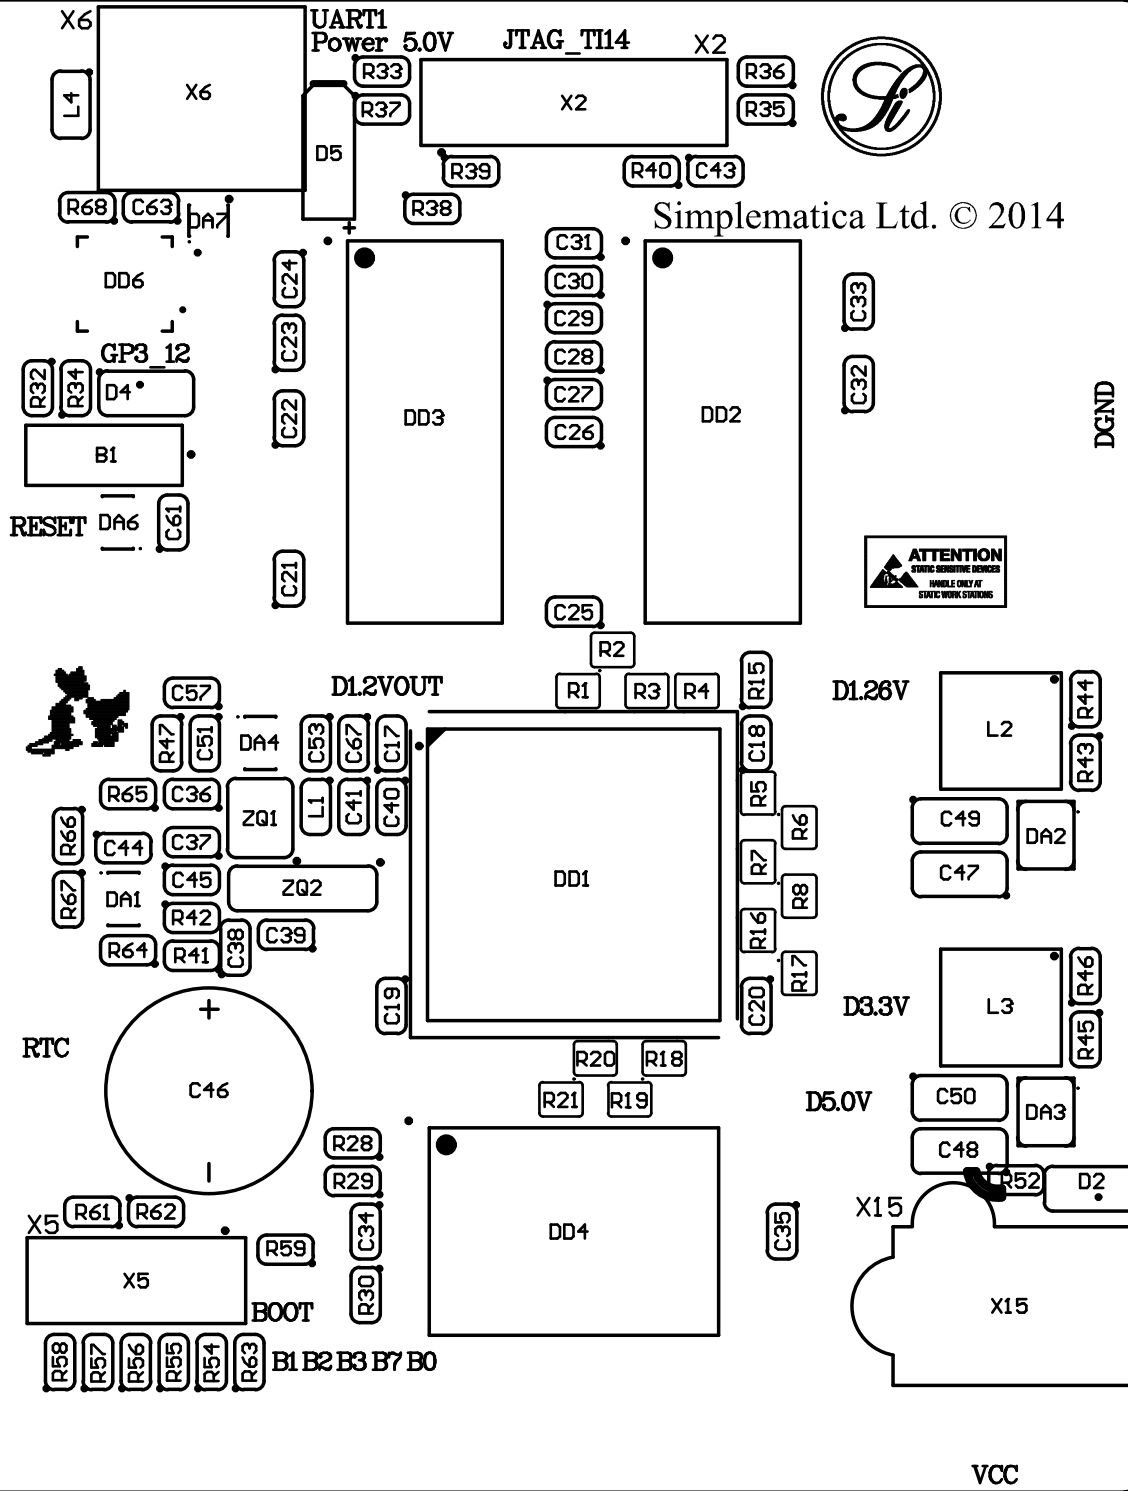 X6
UART1
Power 5.0V
JTAG_TI14
X2
R33
R36
X6
L4
X2
R37
R35
D5
R39
R40
C43
R68
C63
DA7
R38
Simplematica Ltd. © 2014
C31
DD6
C24
C30
C33
C29
C23
GP3_12
C28
R32
R34
D4
C27
C32
C22
DD3
DD2
DGND
C26
B1
RESET
DA6
C61
ATTENTION
STATIC SENSITIVE DEVICES
HANDLE ONLY AT
STATIC WORK STATIONS
C21
C25
R2
C57
D1.2VOUT
R1
R3
R4
R15
D1.26V
R44
R47
C51
DA4
C53
C67
C17
C18
L2
R43
R65
C36
L1
C41
C40
R5
ZQ1
R6
C49
R66
C44
C37
DA2
R7
C45
ZQ2
DD1
C47
R67
DA1
R8
R42
R16
R64
R41
C38
C39
R17
R46
C19
C20
D3.3V
L3
R45
RTC
R20
R18
C46
R21
R19
D5.0V
C50
DA3
R28
C48
R29
R52
D2
R61
R62
X5
C34
DD4
C35
X15
R59
X5
R30
X15
BOOT
R58
R57
R56
R55
R54
R63
B1 B2 B3 B7 B0
VCC